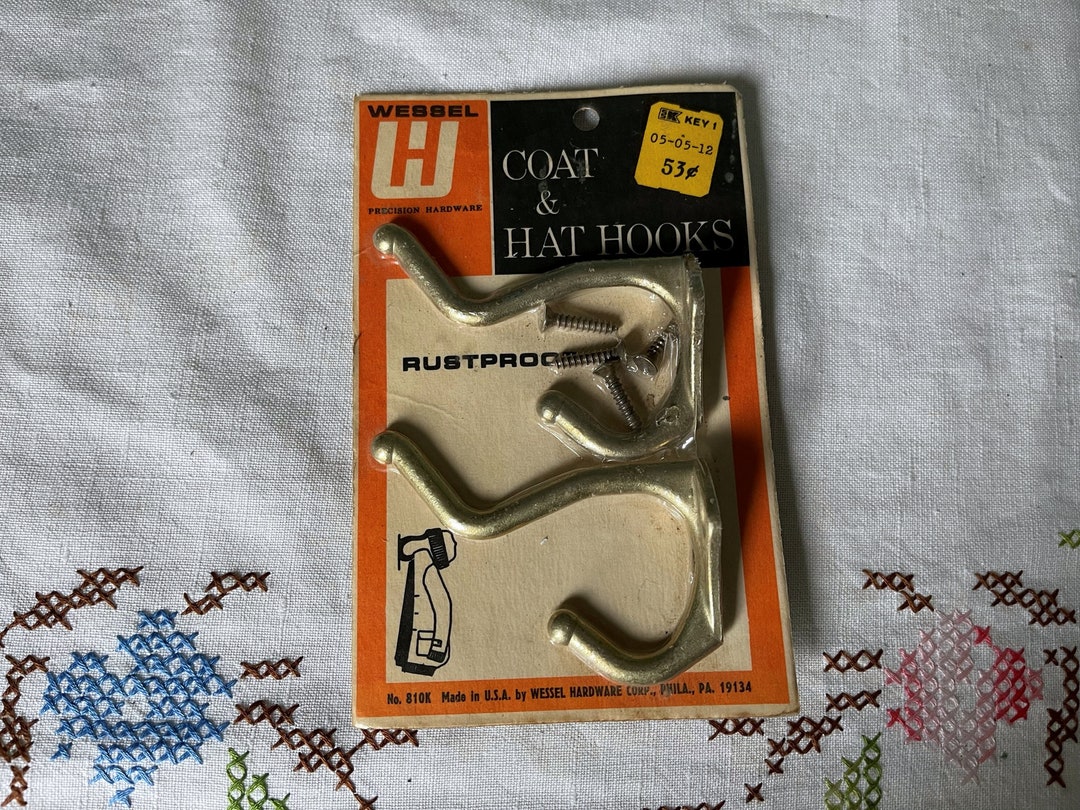 WESSEL
PRECISION HARDWARE
COAT
&
HAT HOOKS
KEY 1
05-05-12
53¢
RUSTPROOF
No. 810K Made in U.S.A. by WESSEL HARDWARE CORP., PHILA., PA. 19134